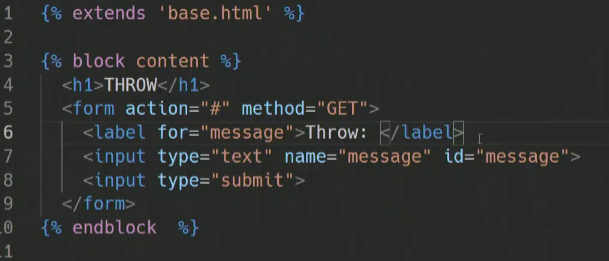 1 {% extends 'base.html' %}
2
3 {% block content %}
4 <h1>THROW</h1>
5 <form action="#" method="GET">
6 <label for="message">Throw: </label>
7 <input type="text" name="message" id="message">
8 <input type="submit">
9 </form>
10 {% endblock  %}
11